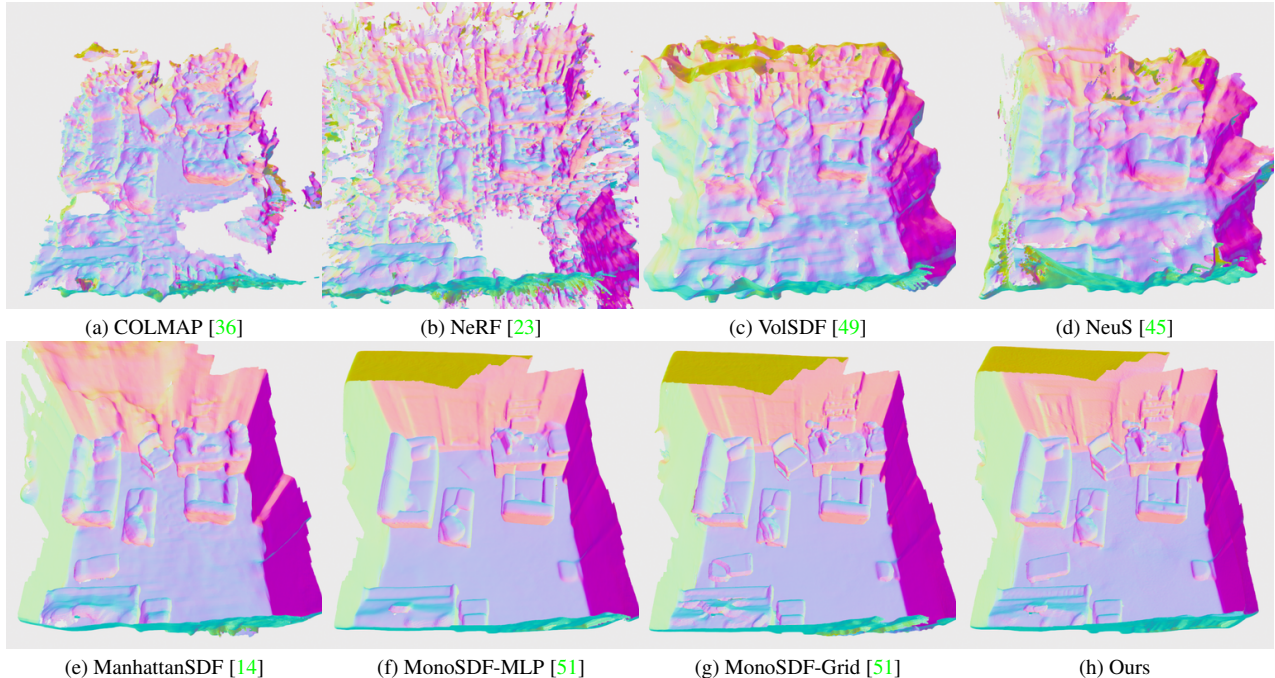 (a) COLMAP [36] (b) NeRF [23] (c) VolSDF [49] (d) NeuS [45]
(e) ManhattanSDF [14] (f) MonoSDF-MLP [51] (g) MonoSDF-Grid [51] (h) Ours